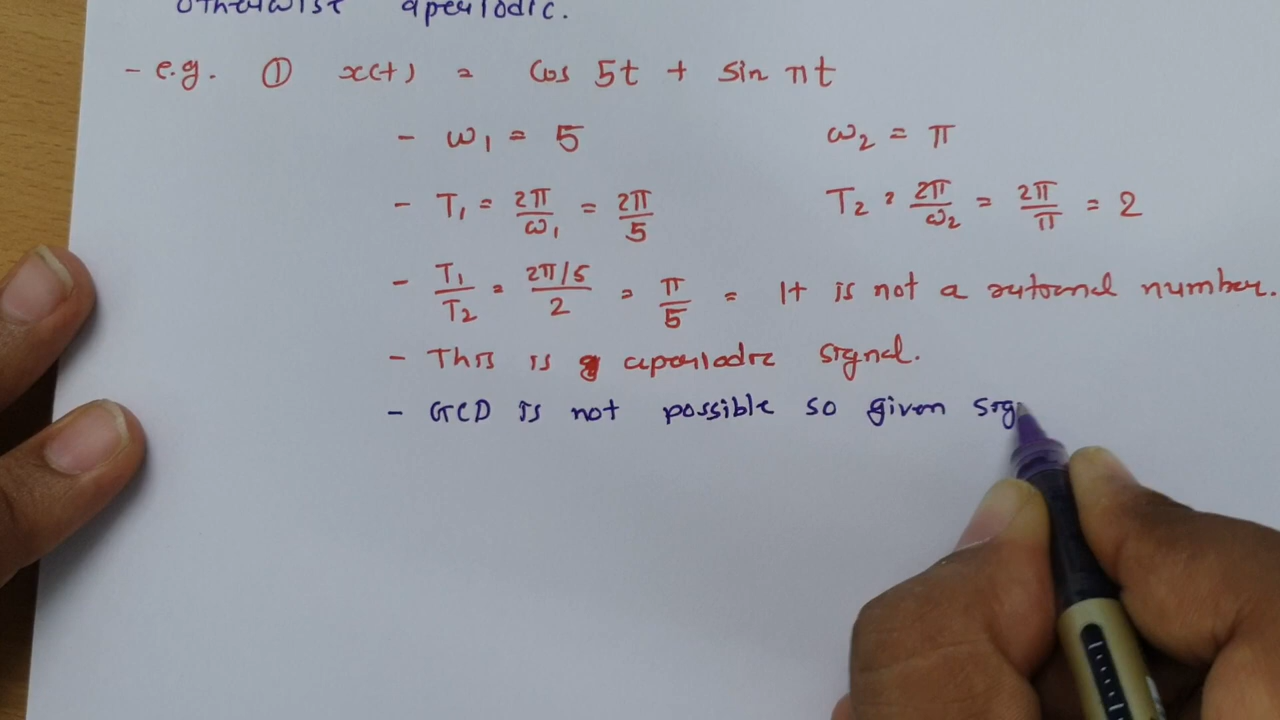 otherwise aperiodic.
- e.g. ① x(t) = cos 5t + sin πt
- ω1 = 5 ω2 = π
- T1 = 2π/ω1 = 2π/5 T2 = 2π/ω2 = 2π/π = 2
- T1/T2 = 2π/5/2 = π/5 = It is not a rational number.
- This is aperiodic signal.
- GCD is not possible so given sig